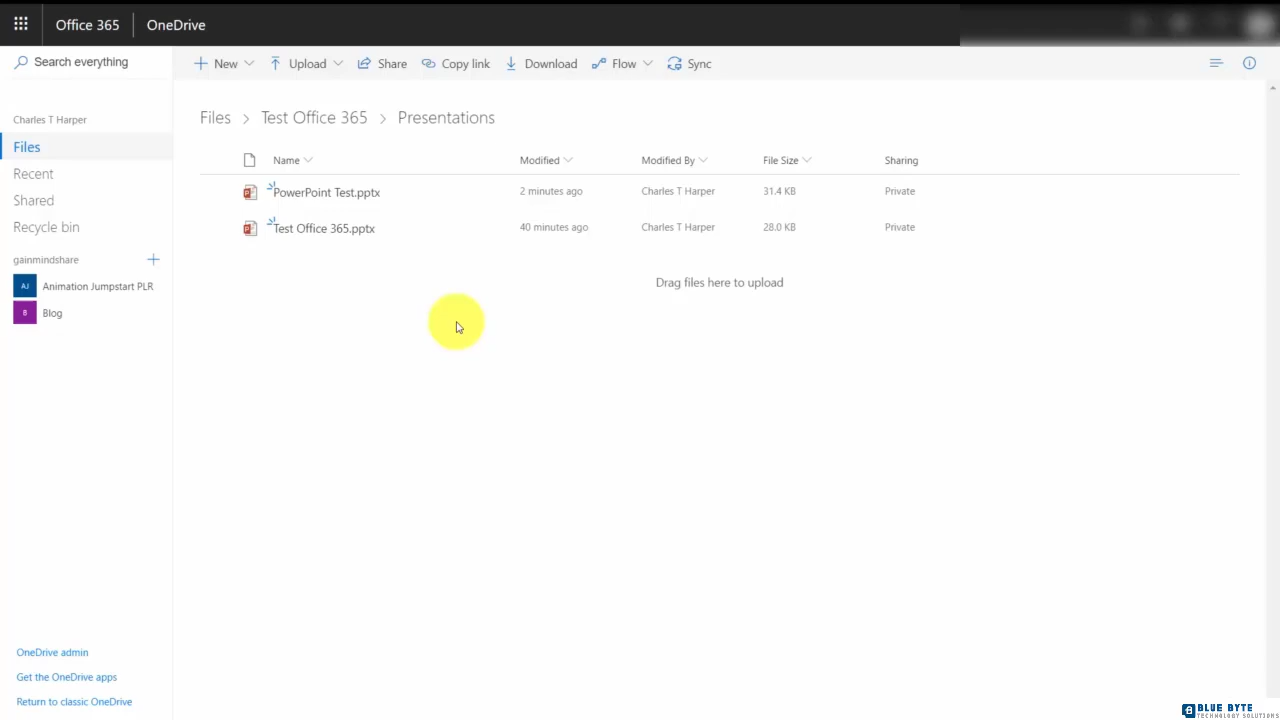 Office 365 OneDrive
Search everything
New Upload Share Copy link Download Flow Sync
Charles T Harper
Files
Recent
Shared
Recycle bin
gainmindshare
AJ Animation Jumpstart PLR
B Blog
OneDrive admin
Get the OneDrive apps
Return to classic OneDrive
Files > Test Office 365 > Presentations
Name Modified Modified By File Size Sharing
PowerPoint Test.pptx 2 minutes ago Charles T Harper 31.4 KB Private
Test Office 365.pptx 40 minutes ago Charles T Harper 28.0 KB Private
Drag files here to upload
BLUE BYTE
TECHNOLOGY SOLUTIONS